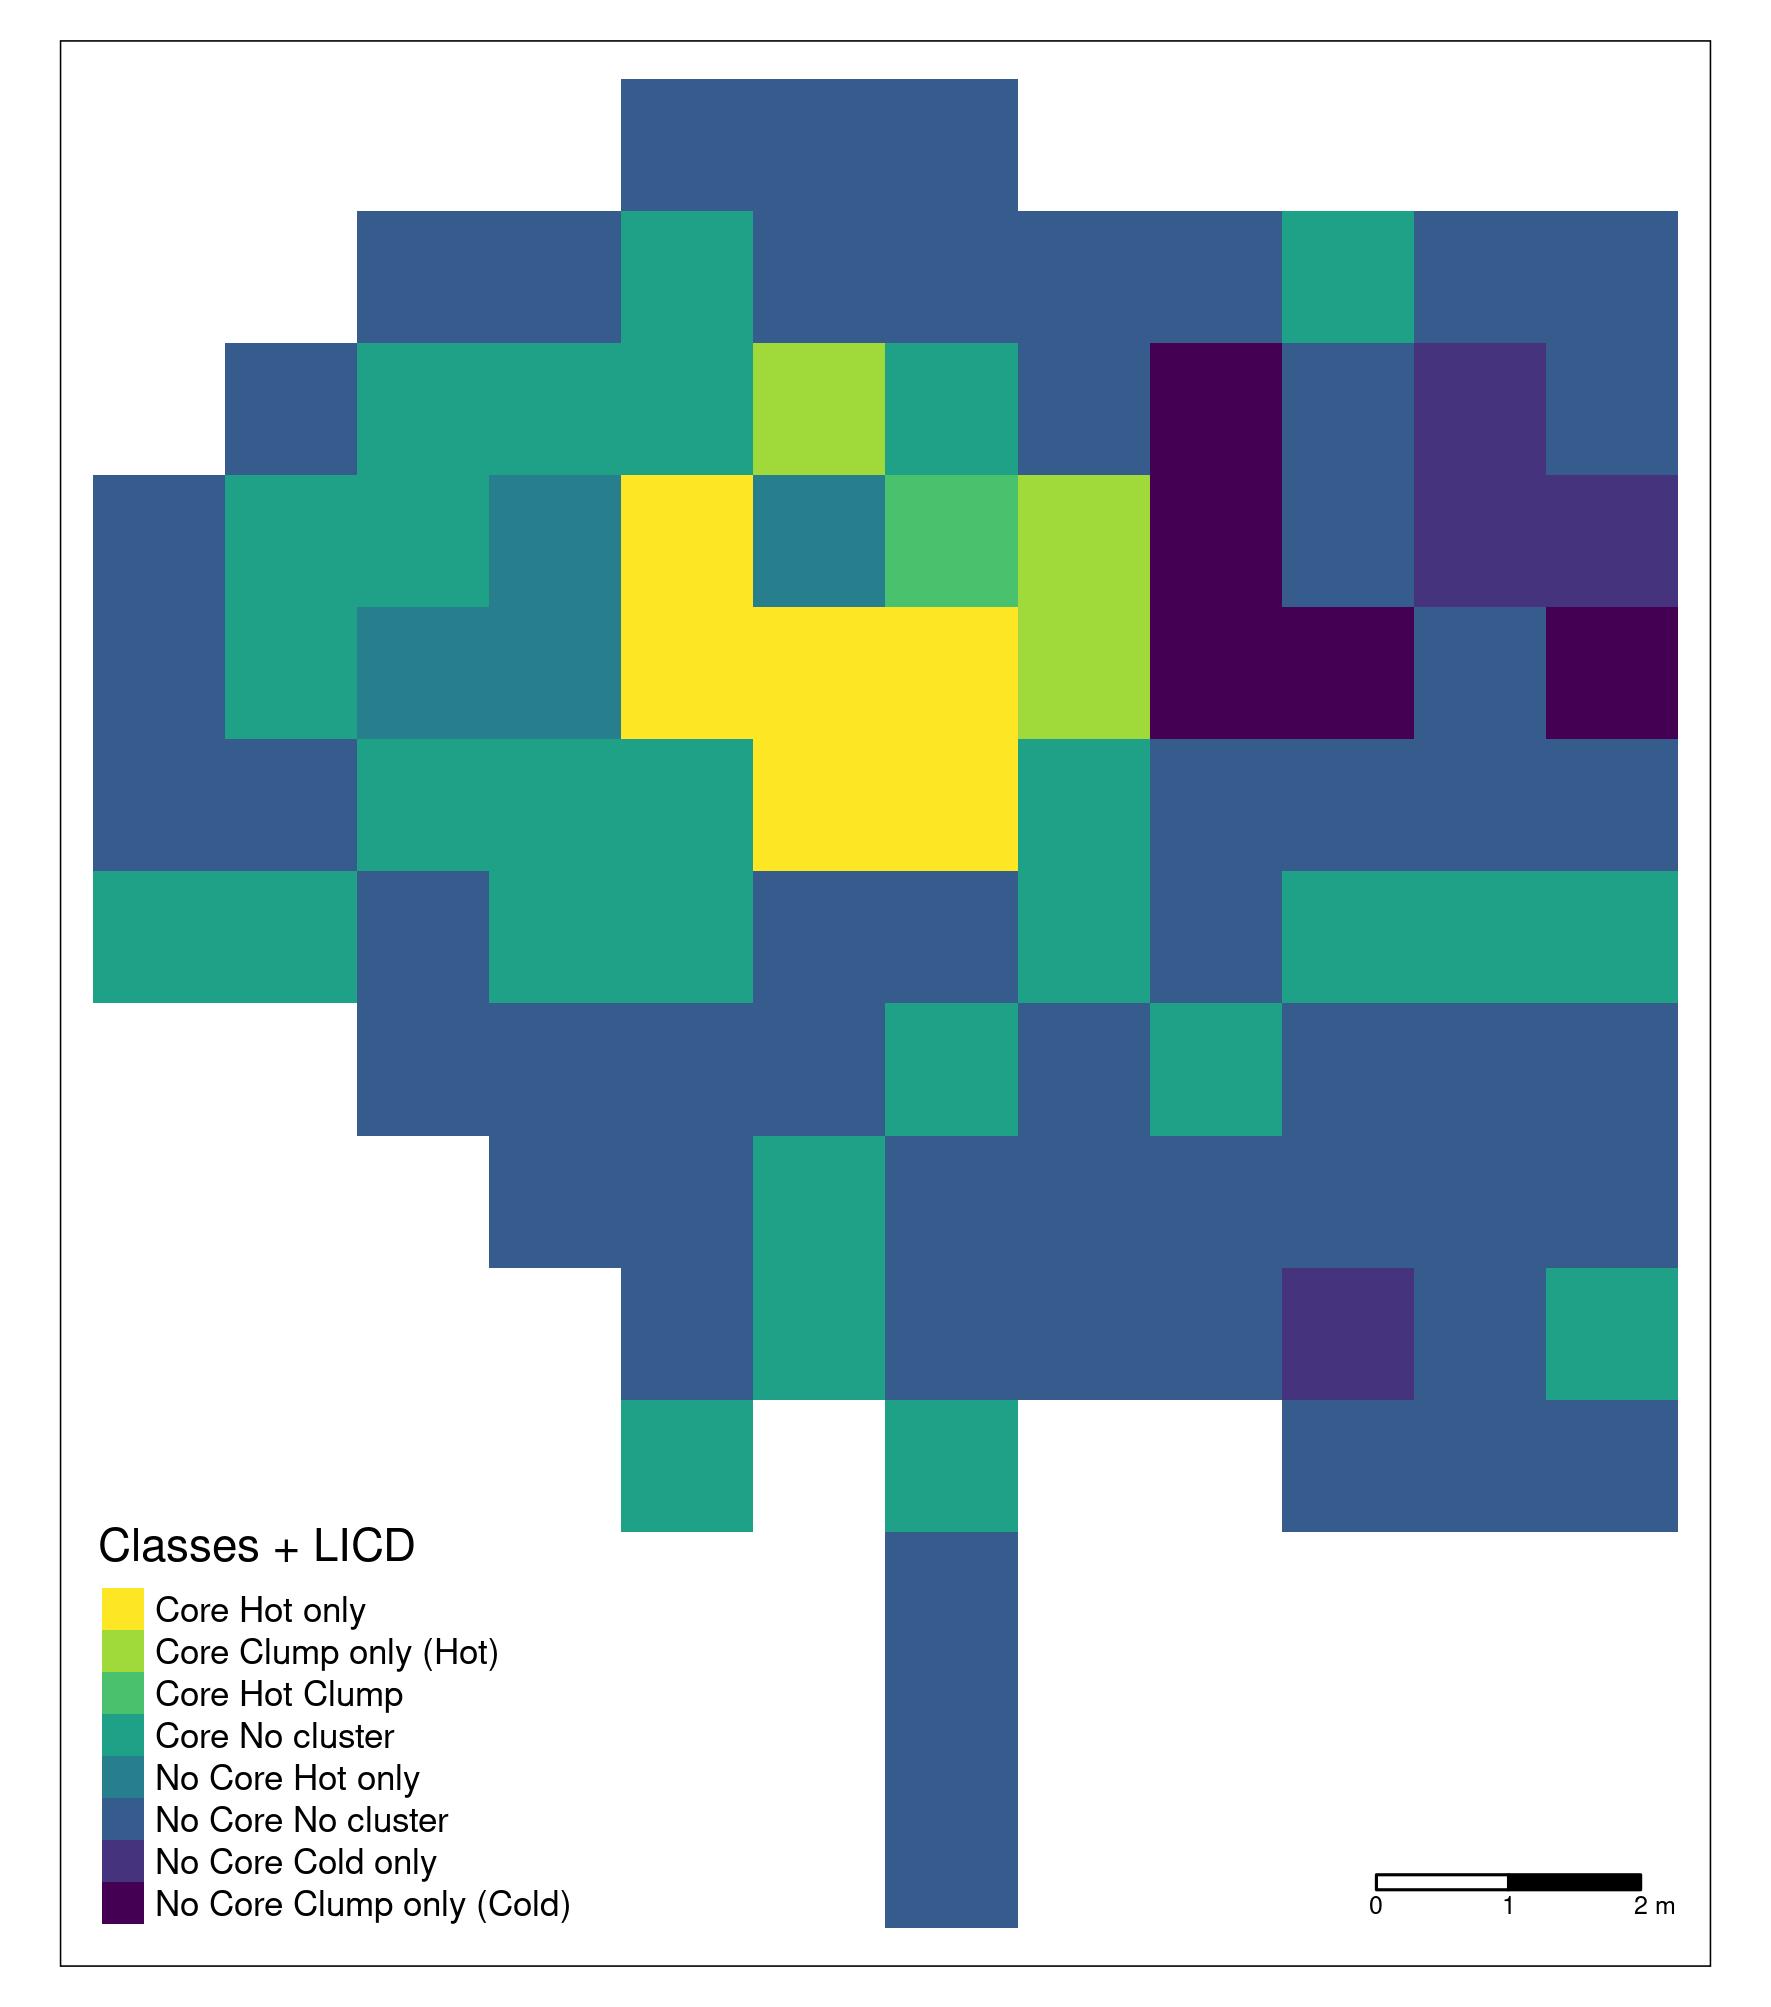 Classes + LICD
Core Hot only
Core Clump only (Hot)
Core Hot Clump
Core No cluster
No Core Hot only
No Core No cluster
No Core Cold only
No Core Clump only (Cold)
0 1 2 m